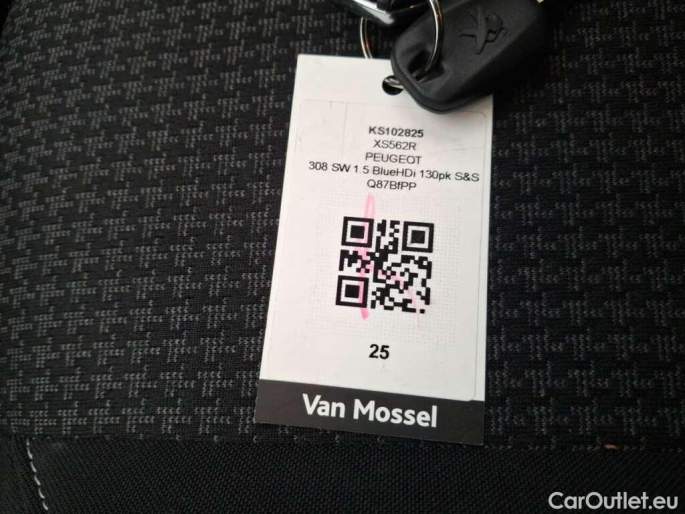 KS102825
XS562R
PEUGEOT
308 SW 1.5 BlueHDi 130pk S&S
Q87BfPP
25
Van Mossel
CarOutlet.eu